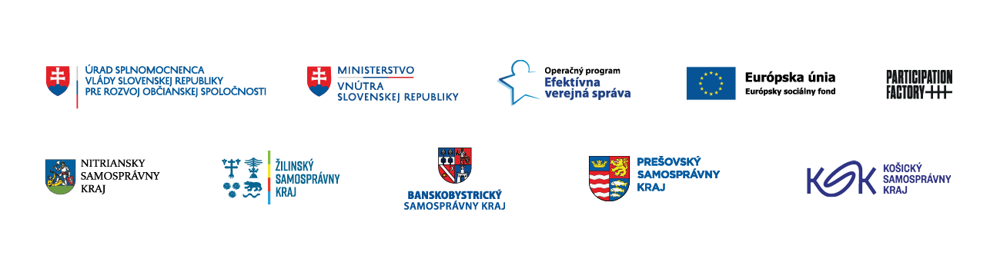 ÚRAD SPLNOMOCNENCA
VLÁDY SLOVENSKEJ REPUBLIKY
PRE ROZVOJ OBČIANSKEJ SPOLOČNOSTI
MINISTERSTVO
VNÚTRA
SLOVENSKEJ REPUBLIKY
Operačný program
Efektívna
verejná správa
Európska únia
Európsky sociálny fond
PARTICIPATION
FACTORY
NITRIANSKY
SAMOSPRÁVNY
KRAJ
ŽILINSKÝ
SAMOSPRÁVNY
KRAJ
BANSKOBYSTRICKÝ
SAMOSPRÁVNY KRAJ
PREŠOVSKÝ
SAMOSPRÁVNY
KRAJ
KSK
KOŠICKÝ
SAMOSPRÁVNY
KRAJ